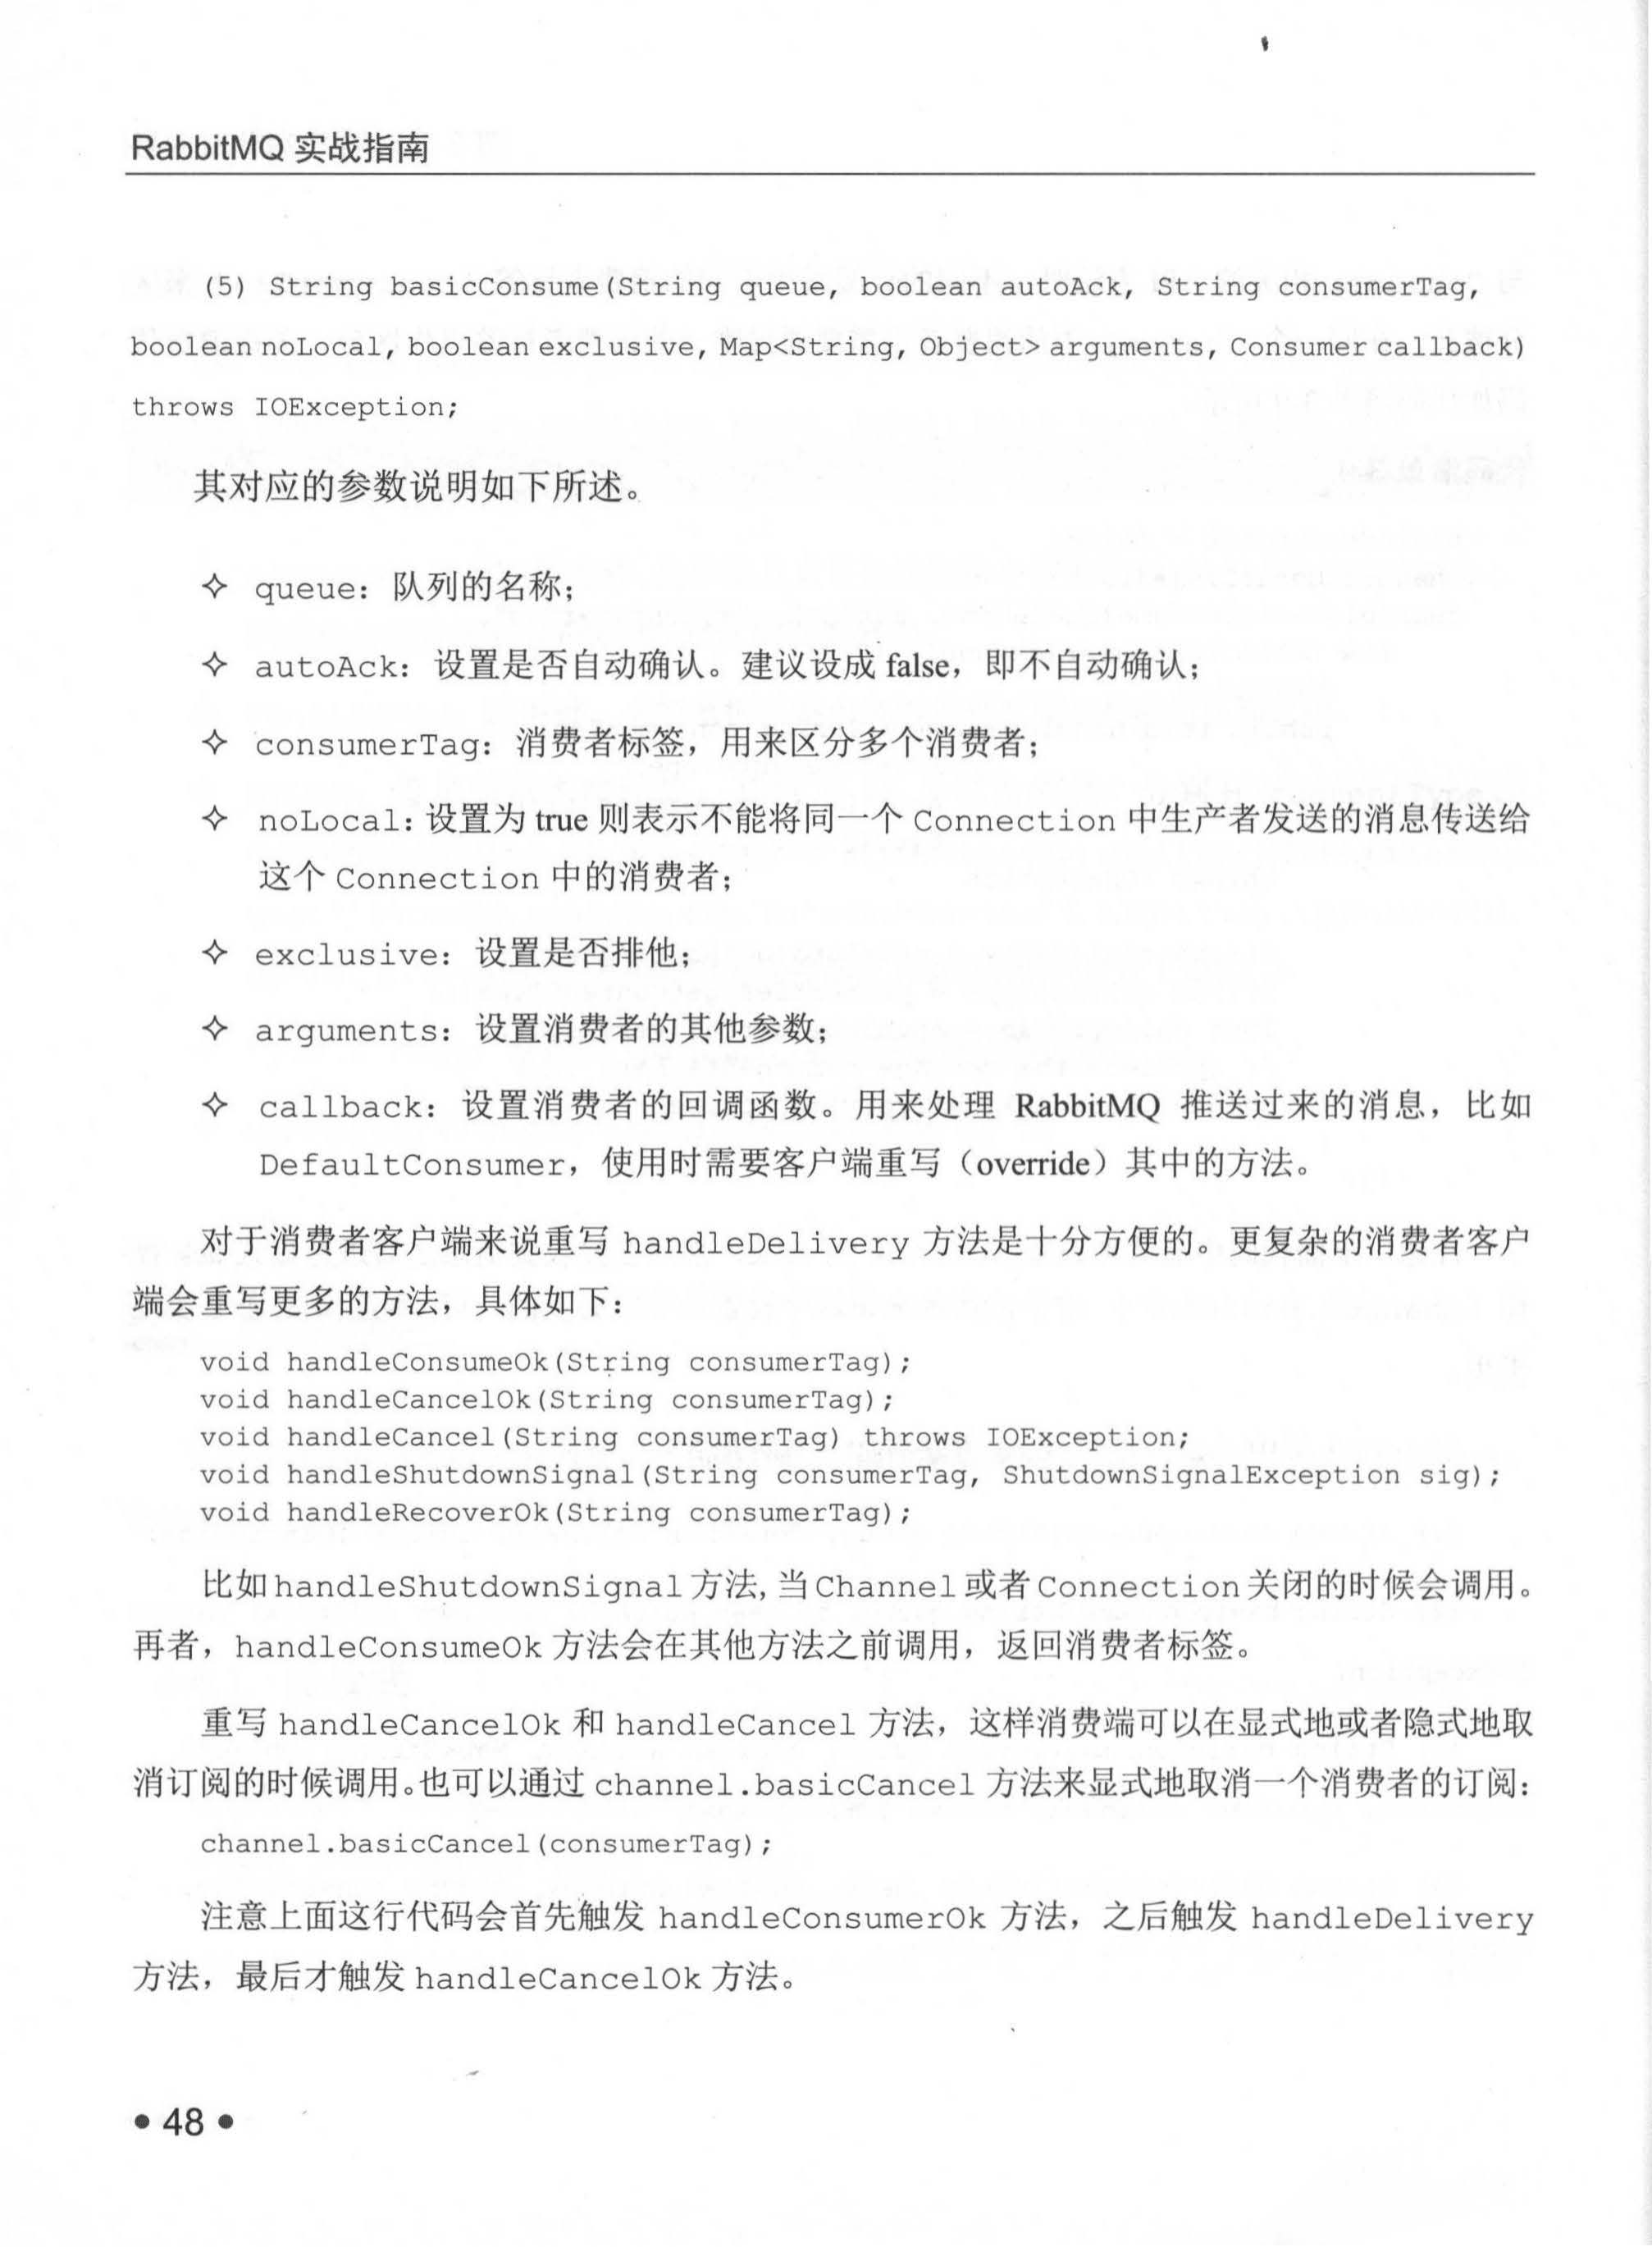 RabbitMQ 实战指南
(5) String basicConsume(String queue, boolean autoAck, String consumerTag,
boolean noLocal, boolean exclusive, Map<String, Object> arguments, Consumer callback)
throws IOException;
其对应的参数说明如下所述。
✧ queue：队列的名称；
✧ autoAck：设置是否自动确认。建议设成 false，即不自动确认；
✧ consumerTag：消费者标签，用来区分多个消费者；
✧ noLocal：设置为 true 则表示不能将同一个 Connection 中生产者发送的消息传送给
这个 Connection 中的消费者；
✧ exclusive：设置是否排他；
✧ arguments：设置消费者的其他参数；
✧ callback：设置消费者的回调函数。用来处理 RabbitMQ 推送过来的消息，比如
DefaultConsumer，使用时需要客户端重写（override）其中的方法。
对于消费者客户端来说重写 handleDelivery 方法是十分方便的。更复杂的消费者客户
端会重写更多的方法，具体如下：
void handleConsumeOk(String consumerTag);
void handleCancelOk(String consumerTag);
void handleCancel(String consumerTag) throws IOException;
void handleShutdownSignal(String consumerTag, ShutdownSignalException sig);
void handleRecoverOk(String consumerTag);
比如 handleShutdownSignal 方法，当 Channel 或者 Connection 关闭的时候会调用。
再者，handleConsumeOk 方法会在其他方法之前调用，返回消费者标签。
重写 handleCancelOk 和 handleCancel 方法，这样消费端可以在显式地或者隐式地取
消订阅的时候调用。也可以通过 channel.basicCancel 方法来显式地取消一个消费者的订阅：
channel.basicCancel(consumerTag);
注意上面这行代码会首先触发 handleConsumerOk 方法，之后触发 handleDelivery
方法，最后才触发 handleCancelOk 方法。
• 48 •